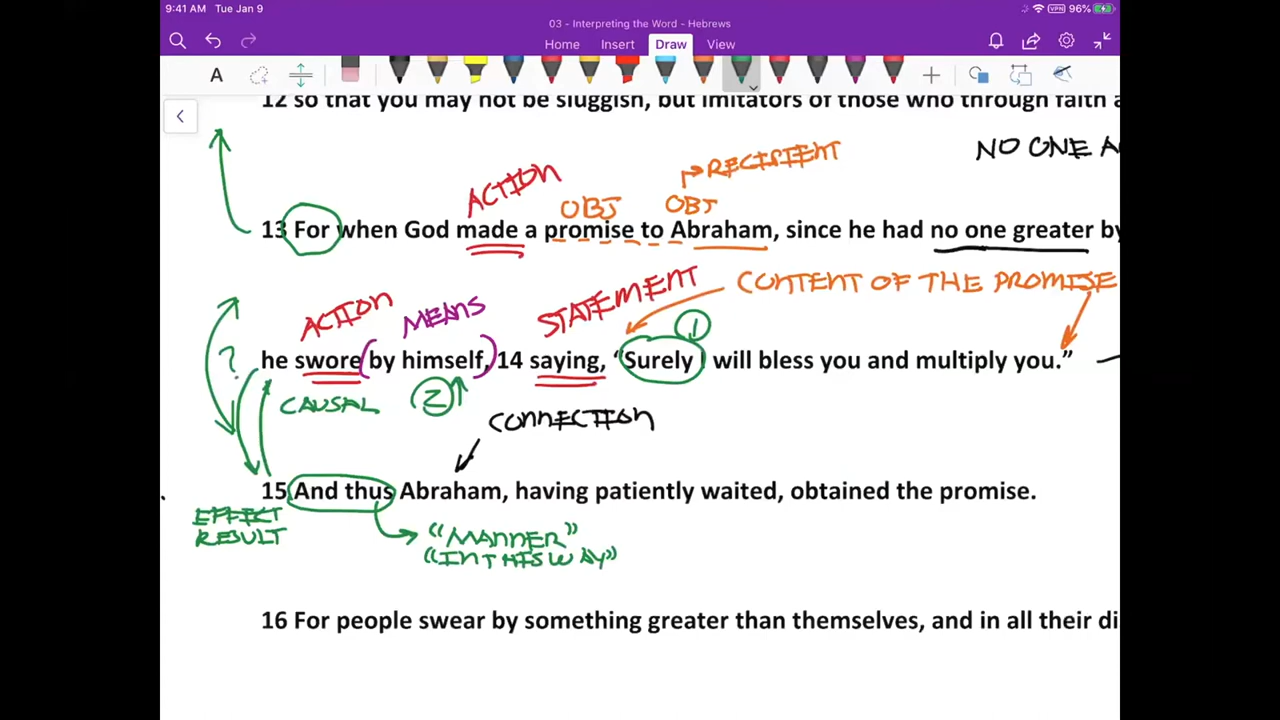 9:41 AM Tue Jan 9
VPN 96%
03 - Interpreting the Word - Hebrews
Home Insert Draw View
A
12 so that you may not be sluggish, but imitators of those who through faith a
NO ONE A
RECIPIENT
ACTION
OBJ OBJ
13 For when God made a promise to Abraham, since he had no one greater by
CONTENT OF THE PROMISE
STATEMENT
ACTION MEANS
1
?
he swore (by himself,) 14 saying, “Surely I will bless you and multiply you.”
CAUSAL 2
CONNECTION
15 And thus Abraham, having patiently waited, obtained the promise.
EFFECT
RESULT
“MANNER”
“IN THIS WAY”
16 For people swear by something greater than themselves, and in all their di